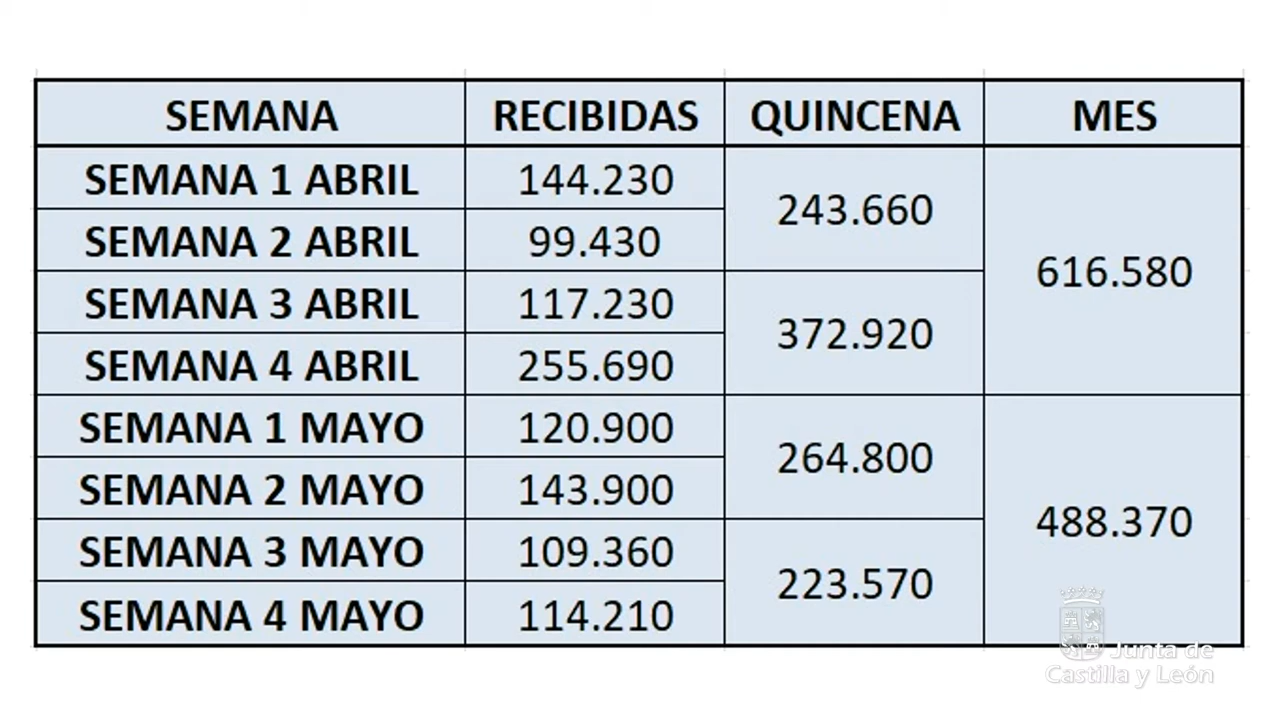 SEMANA RECIBIDAS QUINCENA MES
SEMANA 1 ABRIL 144.230 243.660 616.580
SEMANA 2 ABRIL 99.430
SEMANA 3 ABRIL 117.230 372.920
SEMANA 4 ABRIL 255.690
SEMANA 1 MAYO 120.900 264.800 488.370
SEMANA 2 MAYO 143.900
SEMANA 3 MAYO 109.360 223.570
SEMANA 4 MAYO 114.210
Junta de
Castilla y León